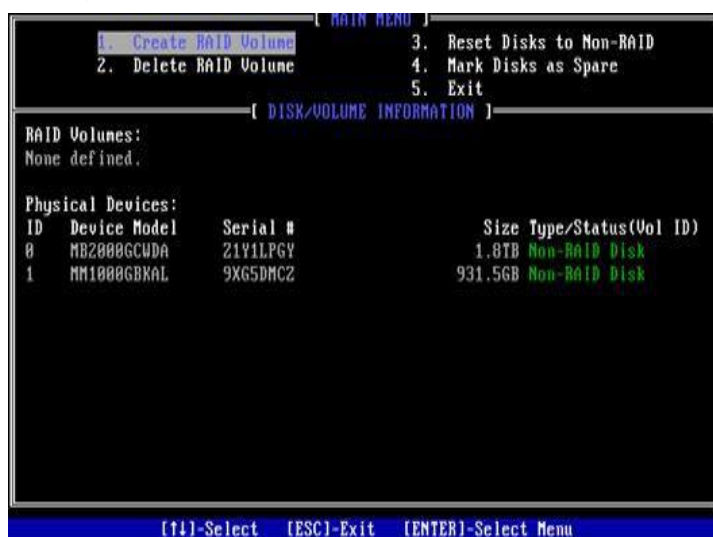 [ MAIN MENU ]
1. Create RAID Volume 3. Reset Disks to Non-RAID
2. Delete RAID Volume 4. Mark Disks as Spare
5. Exit
[ DISK/VOLUME INFORMATION ]
RAID Volumes:
None defined.
Physical Devices:
ID Device Model Serial # Size Type/Status(Vol ID)
0 MB2000GCWDA Z1Y1LPGY 1.8TB Non-RAID Disk
1 MM1000GBKAL 9XG5DMCZ 931.5GB Non-RAID Disk
[↑↓]-Select [ESC]-Exit [ENTER]-Select Menu